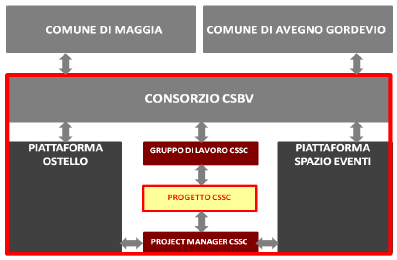 COMUNE DI MAGGIA
COMUNE DI AVEGNO GORDEVIO
CONSORZIO CSBV
PIATTAFORMA
OSTELLO
GRUPPO DI LAVORO CSSC
PIATTAFORMA
SPAZIO EVENTI
PROGETTO CSSC
PROJECT MANAGER CSSC